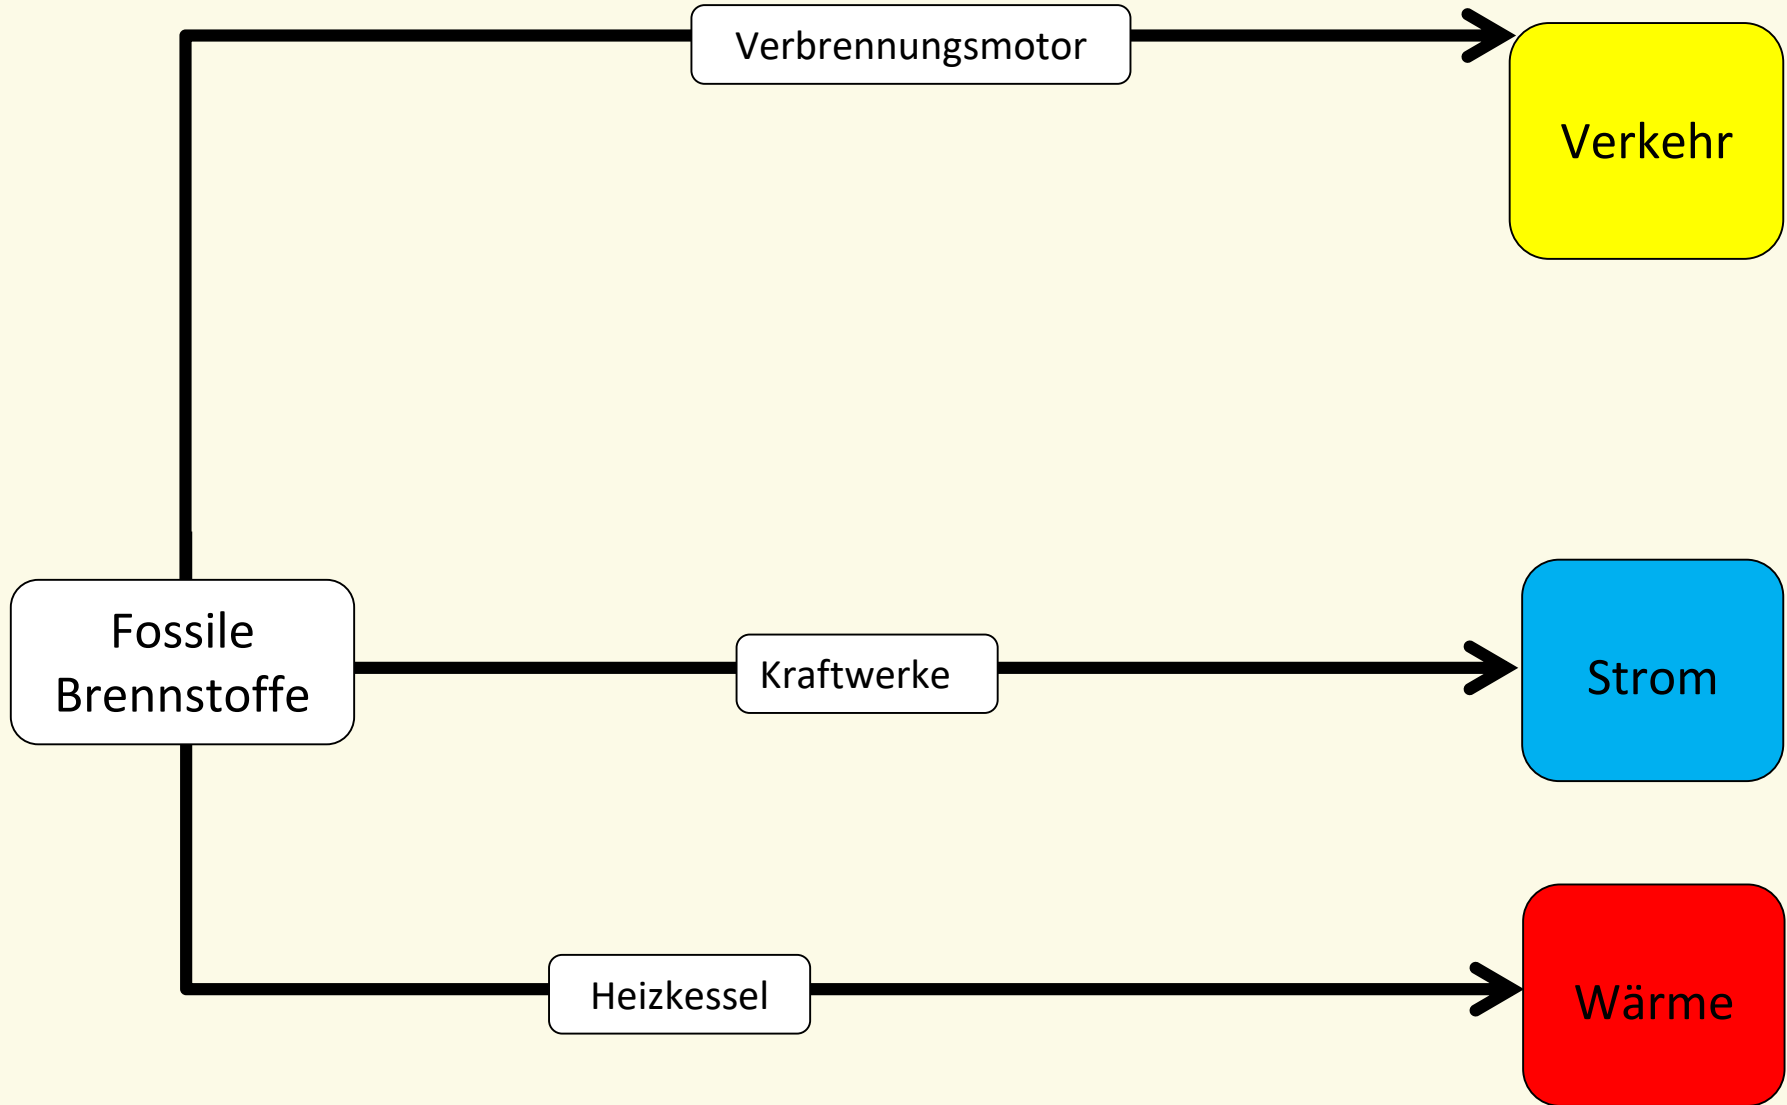 Verbrennungsmotor
Verkehr
Fossile
Brennstoffe
Kraftwerke
Strom
Heizkessel
Wärme